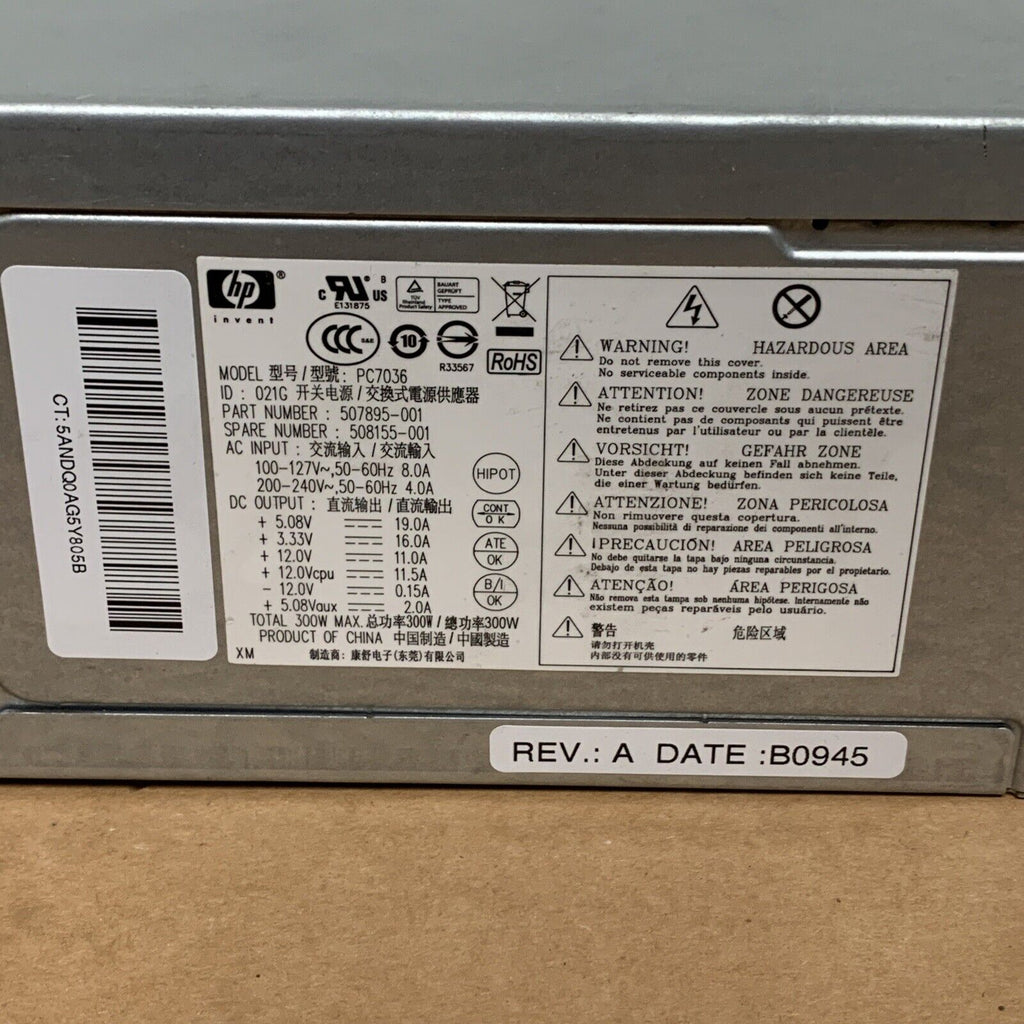 CT: 5ANDQ0AG5Y805B
hp ®
invent
c RU ® US B
E131875
TÜV
Rheinland
Product Safety
BAUART
GEPRÜFT
TYPE
APPROVED
CCC S&E
10
R33567
RoHS
MODEL 型号/型號: PC7036
ID : 021G 开关电源/交換式電源供應器
PART NUMBER : 507895-001
SPARE NUMBER : 508155-001
AC INPUT : 交流输入/交流輸入
100-127V~,50-60Hz 8.0A
200-240V~,50-60Hz 4.0A
DC OUTPUT : 直流输出/直流輸出
+ 5.08V 19.0A
+ 3.33V 16.0A
+ 12.0V 11.0A
+ 12.0Vcpu 11.5A
- 12.0V 0.15A
+ 5.08Vaux 2.0A
TOTAL 300W MAX.总功率300W/總功率300W
PRODUCT OF CHINA 中国制造/中國製造
XM 制造商: 康舒电子(东莞)有限公司
HIPOT
CONT
OK
ATE
OK
B/I
OK
WARNING! HAZARDOUS AREA
Do not remove this cover.
No serviceable components inside.
ATTENTION! ZONE DANGEREUSE
Ne retirez pas ce couvercle sous aucun prétexte.
Ne contient pas de composants qui puissent être
entretenus par l'utilisateur ou par la clientèle.
VORSICHT! GEFAHR ZONE
Diese Abdeckung auf keinen Fall abnehmen.
Unter dieser Abdeckung befinden sich keine Teile,
die einer Wartung bedürfen.
ATTENZIONE! ZONA PERICOLOSA
Non rimuovere questa copertura.
Nessuna possibilità di reparazione dei componenti all'interno.
¡PRECAUCIÓN! AREA PELIGROSA
No debe quitarse la tapa bajo ninguna circunstancia.
Debajo de esta tapa no hay piezas reparables por el propietario.
ATENÇÃO! ÁREA PERIGOSA
Não remova esta tampa sob nenhuma hipótese. Internamente não
existem peças reparáveis pelo usuário.
警告 危险区域
请勿打开机壳
内部没有可供使用的零件
REV.: A DATE :B0945